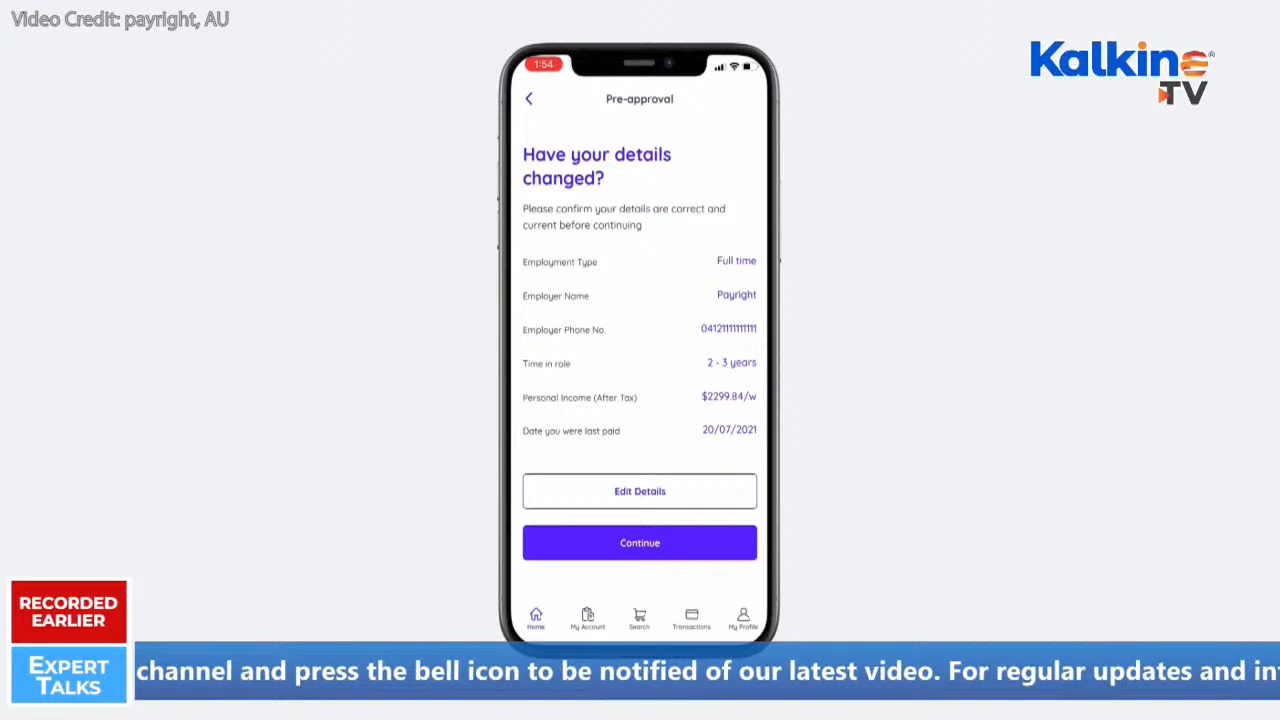 Video Credit: payright, AU
Kalkine
TV
1:54
Pre-approval
Have your details
changed?
Please confirm your details are correct and
current before continuing
Employment Type Full time
Employer Name Payright
Employer Phone No. 04121111111111
Time in role 2 - 3 years
Personal Income (After Tax) $2299.84/w
Date you were last paid 20/07/2021
Edit Details
Continue
Home My Account Search Transactions My Profile
RECORDED
EARLIER
EXPERT
TALKS
channel and press the bell icon to be notified of our latest video. For regular updates and in